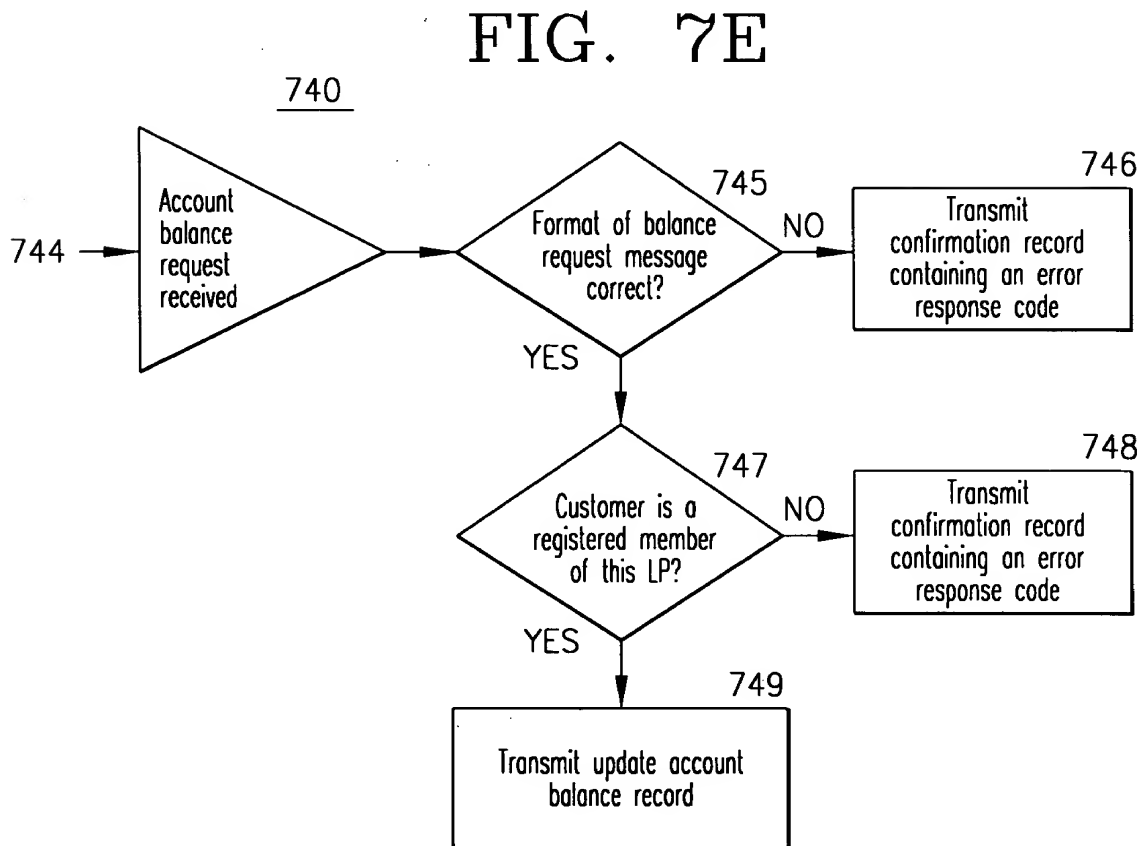 FIG. 7E
740
744
Account
balance
request
received
745
Format of balance
request message
correct?
NO
746
Transmit
confirmation record
containing an error
response code
YES
747
Customer is a
registered member
of this LP?
NO
748
Transmit
confirmation record
containing an error
response code
YES
749
Transmit update account
balance record